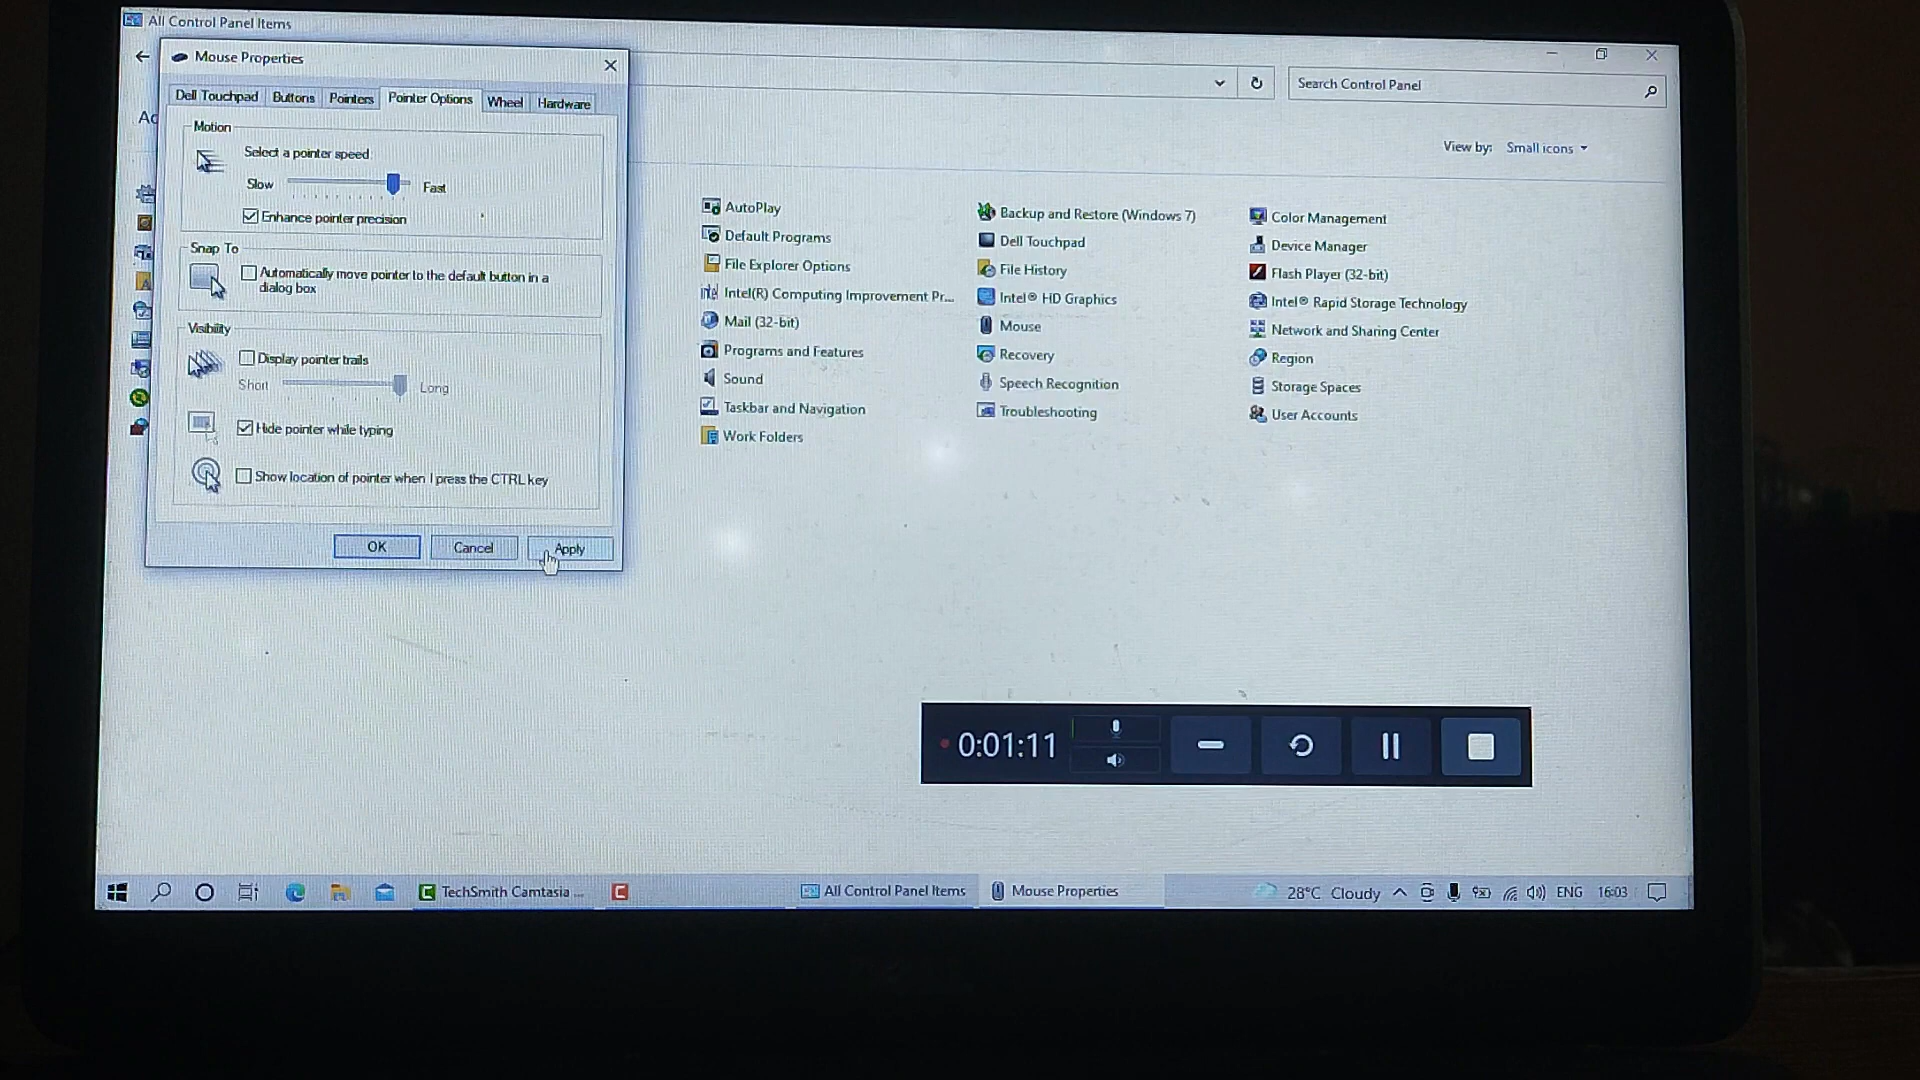 All Control Panel Items
Mouse Properties
Search Control Panel
Dell Touchpad Buttons Pointers Pointer Options Wheel Hardware
Motion
Select a pointer speed
Slow Fast
Enhance pointer precision
Snap To
Automatically move pointer to the default button in a
dialog box
Visibility
Display pointer trails
Short Long
Hide pointer while typing
Show location of pointer when I press the CTRL key
OK Cancel Apply
View by: Small icons
AutoPlay
Default Programs
File Explorer Options
Intel(R) Computing Improvement Pr...
Mail (32-bit)
Programs and Features
Sound
Taskbar and Navigation
Work Folders
Backup and Restore (Windows 7)
Dell Touchpad
File History
Intel® HD Graphics
Mouse
Recovery
Speech Recognition
Troubleshooting
Color Management
Device Manager
Flash Player (32-bit)
Intel® Rapid Storage Technology
Network and Sharing Center
Region
Storage Spaces
User Accounts
0:01:11
TechSmith Camtasia ... All Control Panel Items Mouse Properties 28°C Cloudy ENG 16:03